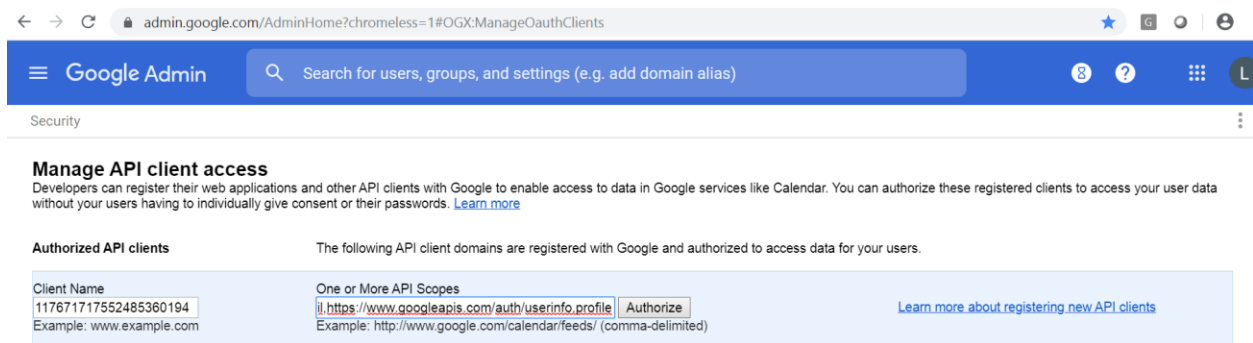 admin.google.com/AdminHome?chromeless=1#OGX:ManageOauthClients
G
Google Admin
Search for users, groups, and settings (e.g. add domain alias)
8
?
L
Security
Manage API client access
Developers can register their web applications and other API clients with Google to enable access to data in Google services like Calendar. You can authorize these registered clients to access your user data
without your users having to individually give consent or their passwords. Learn more
Authorized API clients
The following API client domains are registered with Google and authorized to access data for your users.
Client Name
One or More API Scopes
117671717552485360194
il,https://www.googleapis.com/auth/userinfo.profile
Authorize
Learn more about registering new API clients
Example: www.example.com
Example: http://www.google.com/calendar/feeds/ (comma-delimited)